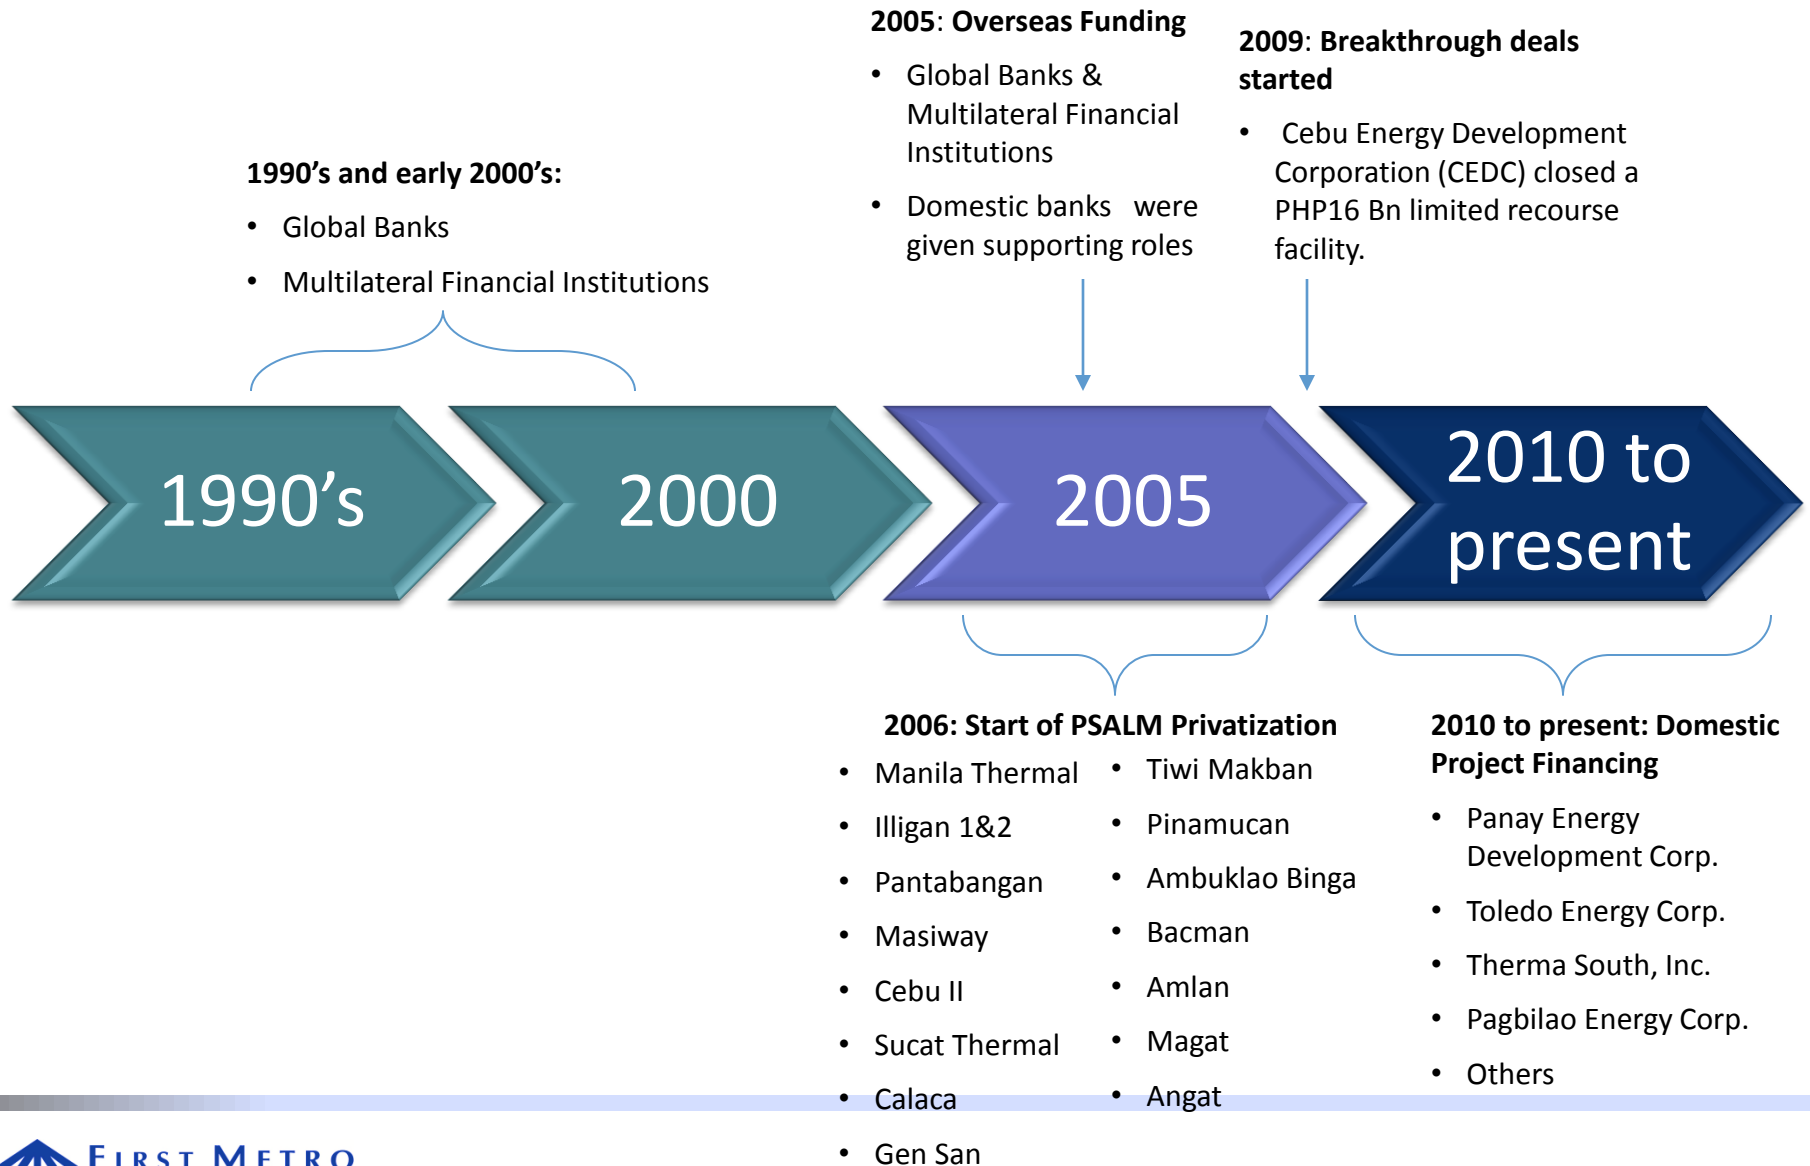 1990’s and early 2000’s:
• Global Banks
• Multilateral Financial Institutions
2005: Overseas Funding
• Global Banks &
Multilateral Financial
Institutions
• Domestic banks were
given supporting roles
2009: Breakthrough deals
started
• Cebu Energy Development
Corporation (CEDC) closed a
PHP16 Bn limited recourse
facility.
1990’s
2000
2005
2010 to
present
2006: Start of PSALM Privatization
• Manila Thermal
• Illigan 1&2
• Pantabangan
• Masiway
• Cebu II
• Sucat Thermal
• Calaca
• Gen San
• Tiwi Makban
• Pinamucan
• Ambuklao Binga
• Bacman
• Amlan
• Magat
• Angat
2010 to present: Domestic
Project Financing
• Panay Energy
Development Corp.
• Toledo Energy Corp.
• Therma South, Inc.
• Pagbilao Energy Corp.
• Others
FIRST METRO